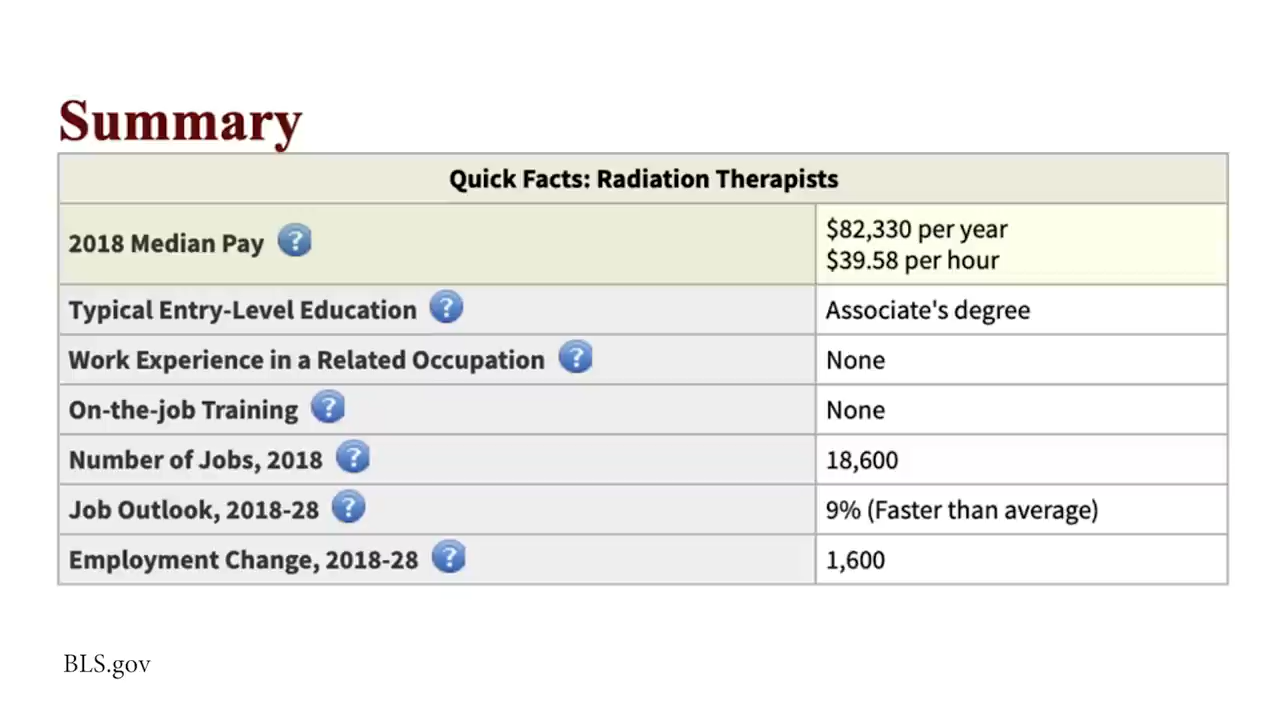 Summary
Quick Facts: Radiation Therapists
2018 Median Pay ?
$82,330 per year
$39.58 per hour
Typical Entry-Level Education ?
Associate's degree
Work Experience in a Related Occupation ?
None
On-the-job Training ?
None
Number of Jobs, 2018 ?
18,600
Job Outlook, 2018-28 ?
9% (Faster than average)
Employment Change, 2018-28 ?
1,600
BLS.gov